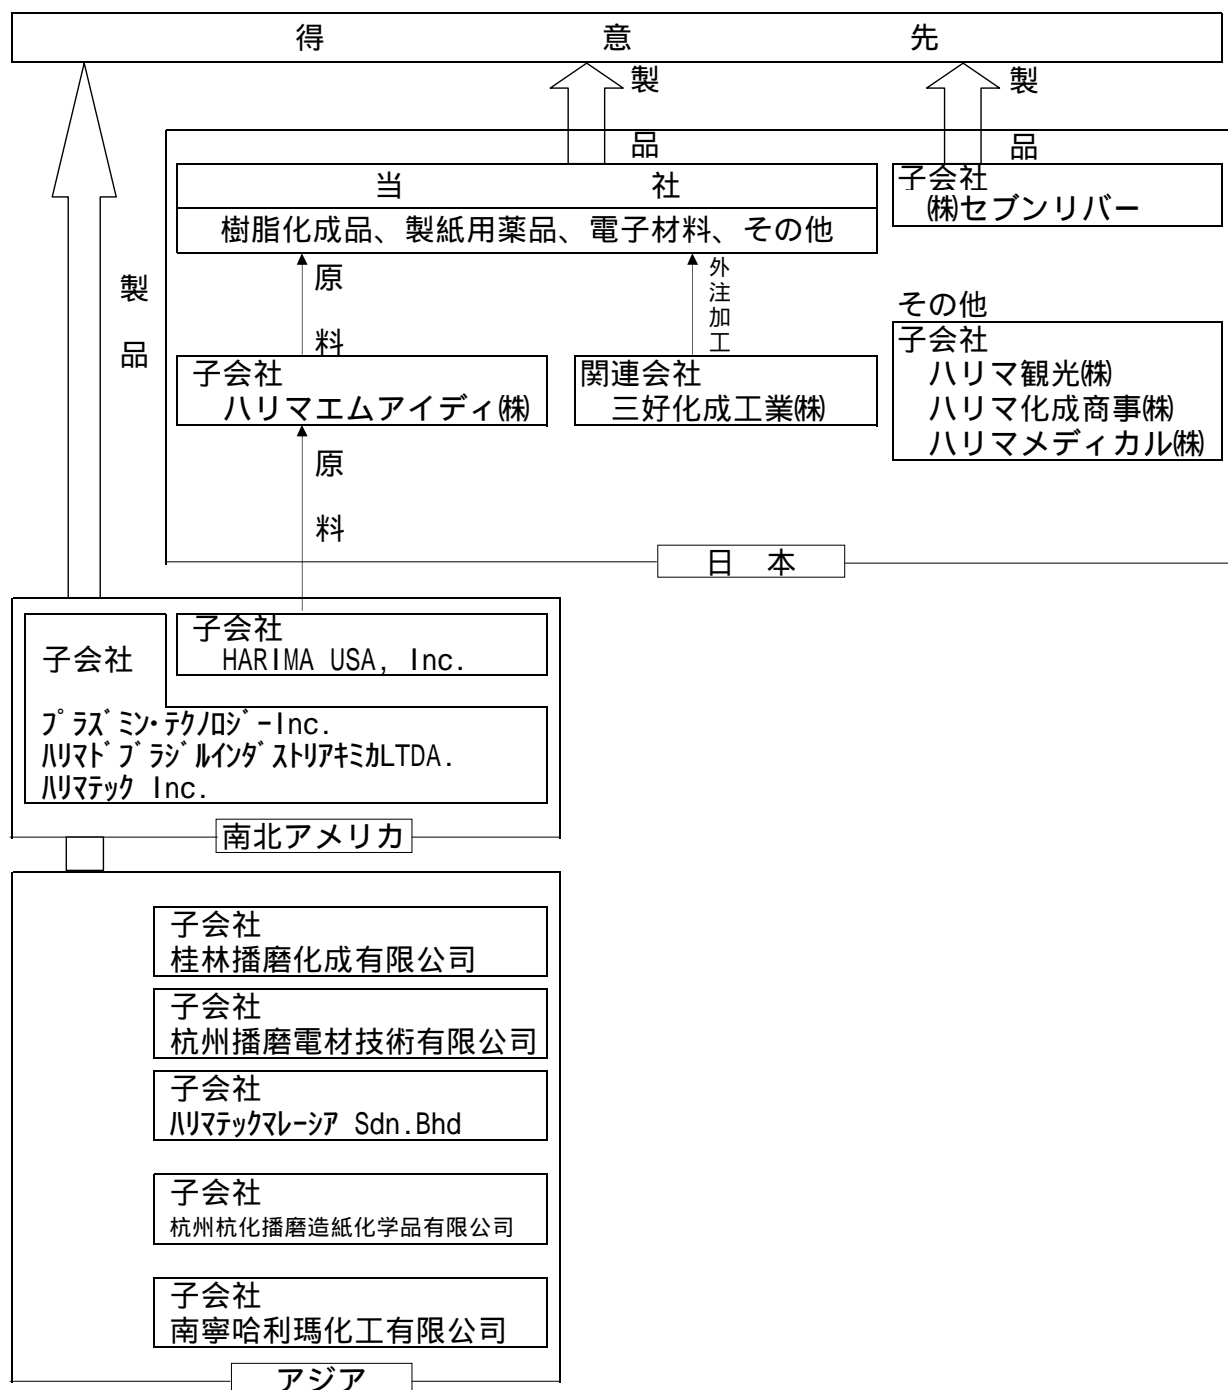 得意先
製品
製品
当社
子会社
㈱セブンリバー
樹脂化成品、製紙用薬品、電子材料、その他
製品
原料
外注加工
その他
子会社
ハリマエムアイディ㈱
関連会社
三好化成工業㈱
子会社
ハリマ観光㈱
ハリマ化成商事㈱
ハリマメディカル㈱
原料
日本
子会社
HARIMA USA, Inc.
子会社
ﾌﾟﾗｽﾞﾐﾝ･ﾃｸﾉﾛｼﾞｰInc.
ﾊﾘﾏﾄﾞﾌﾞﾗｼﾞﾙｲﾝﾀﾞｽﾄﾘｱｷﾐｶLTDA.
ﾊﾘﾏﾃｯｸ Inc.
南北アメリカ
子会社
桂林播磨化成有限公司
子会社
杭州播磨電材技術有限公司
子会社
ﾊﾘﾏﾃｯｸﾏﾚｰｼｱ Sdn.Bhd
子会社
杭州杭化播磨造紙化学品有限公司
子会社
南寧哈利瑪化工有限公司
アジア